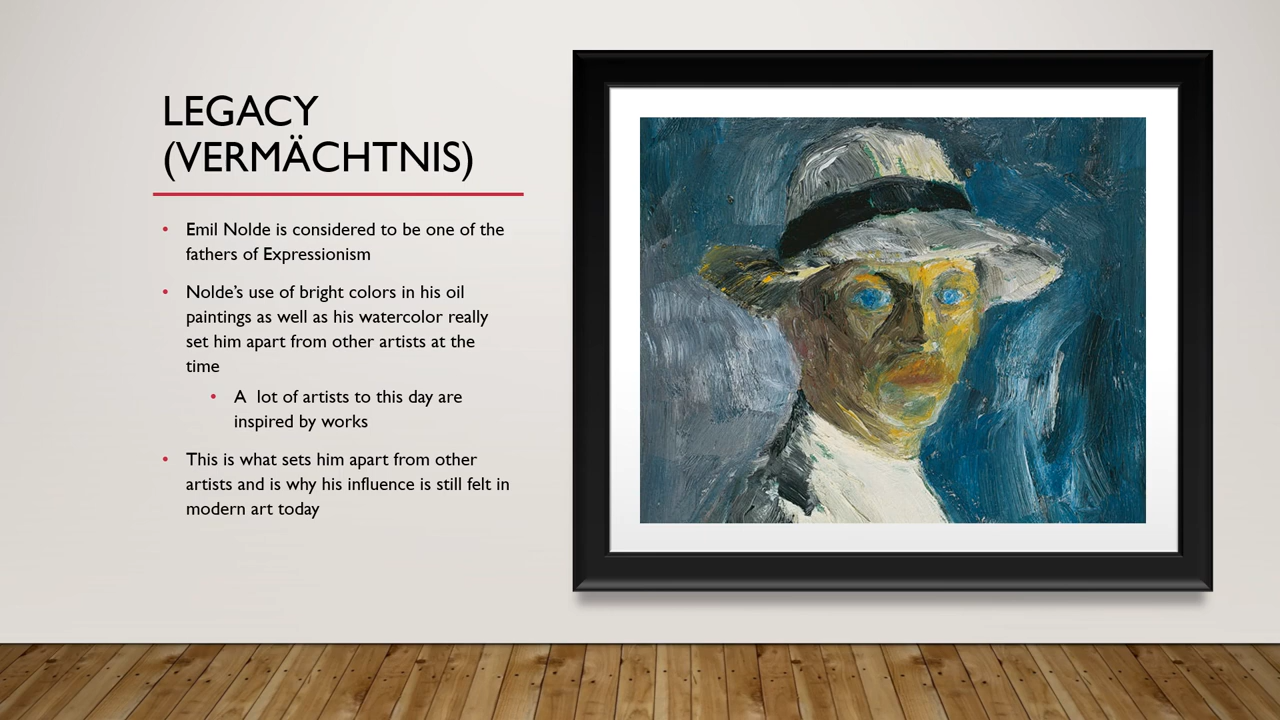 LEGACY
(VERMÄCHTNIS)
• Emil Nolde is considered to be one of the
fathers of Expressionism
• Nolde’s use of bright colors in his oil
paintings as well as his watercolor really
set him apart from other artists at the
time
• A  lot of artists to this day are
inspired by works
• This is what sets him apart from other
artists and is why his influence is still felt in
modern art today